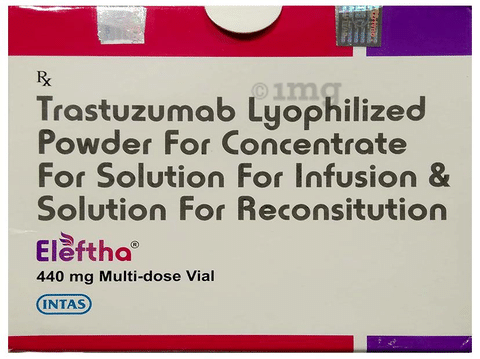 ©1mg
Rx
Trastuzumab Lyophilized
Powder For Concentrate
For Solution For Infusion &
Solution For Reconsitution
Eleftha®
440 mg Multi-dose Vial
INTAS